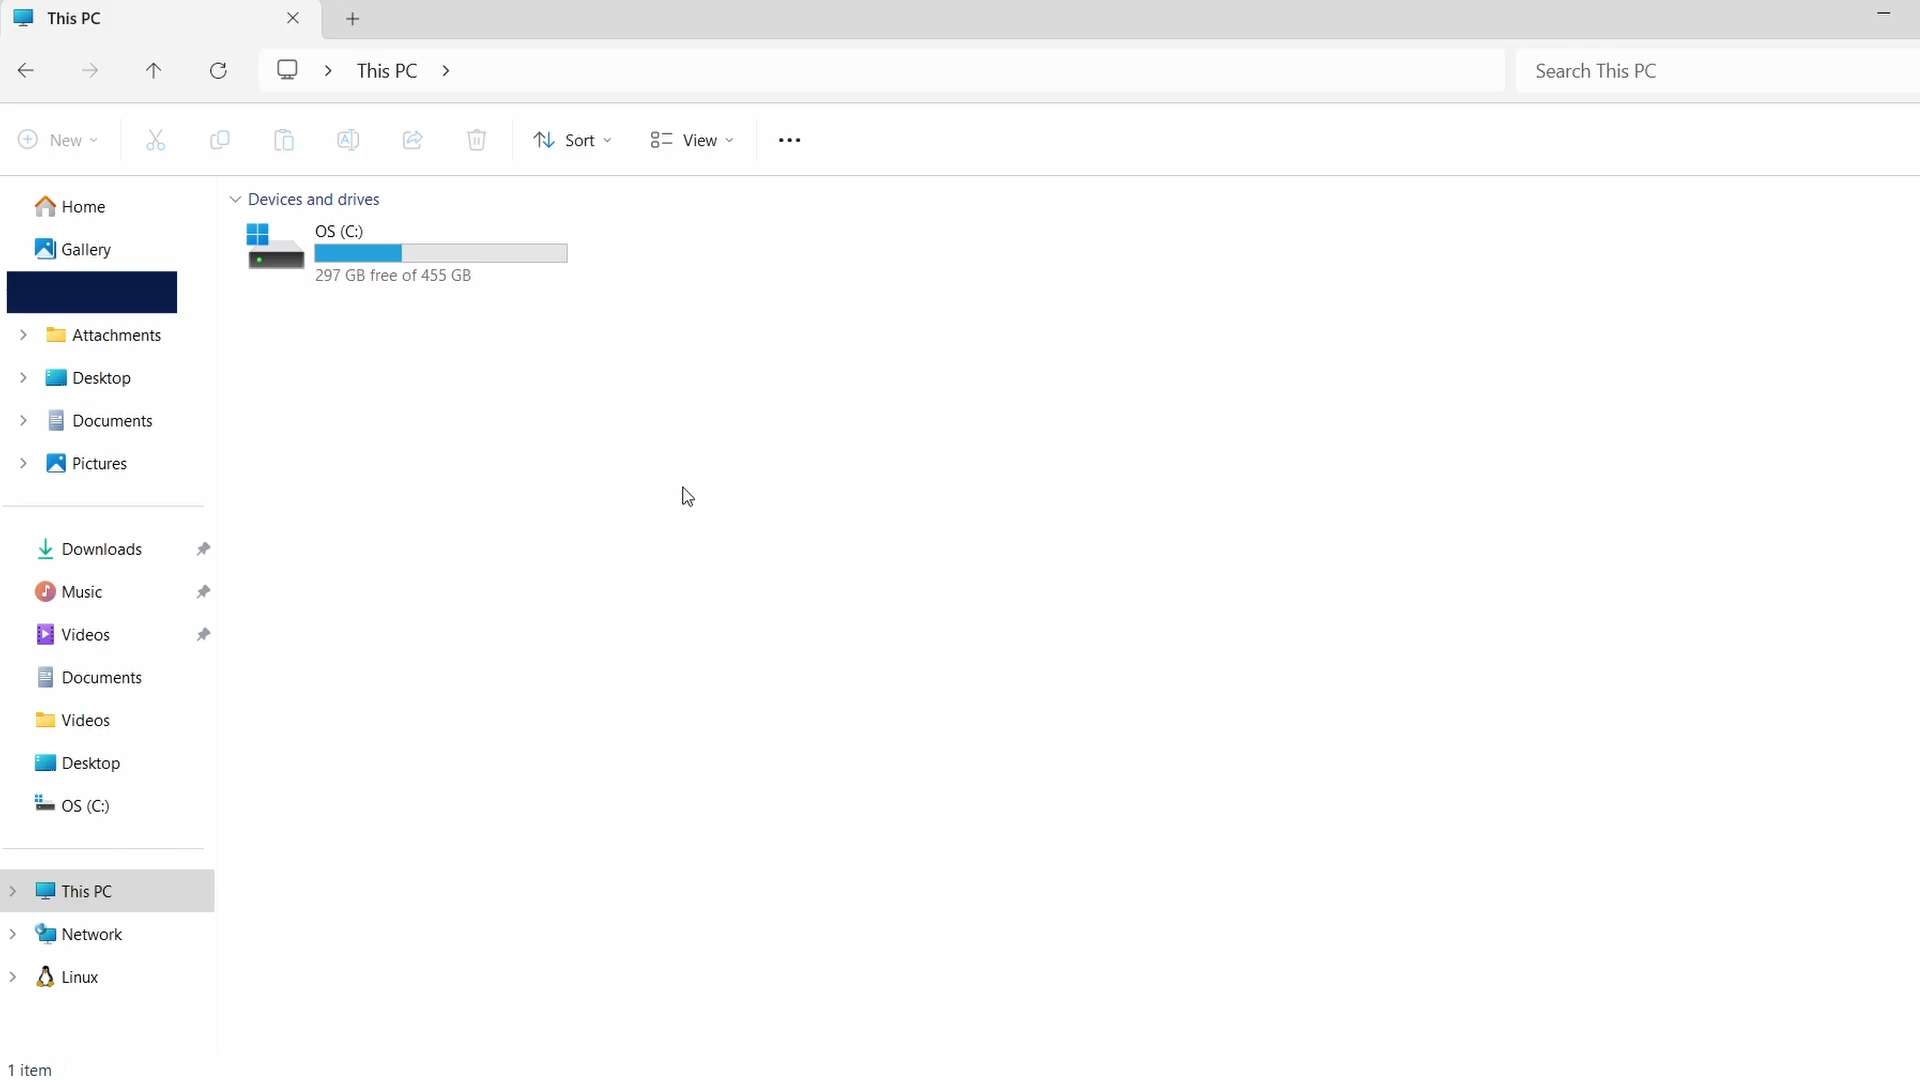 This PC
This PC
Search This PC
New
Sort
View
Home
Gallery
Attachments
Desktop
Documents
Pictures
Downloads
Music
Videos
Documents
Videos
Desktop
OS (C:)
This PC
Network
Linux
Devices and drives
OS (C:)
297 GB free of 455 GB
1 item